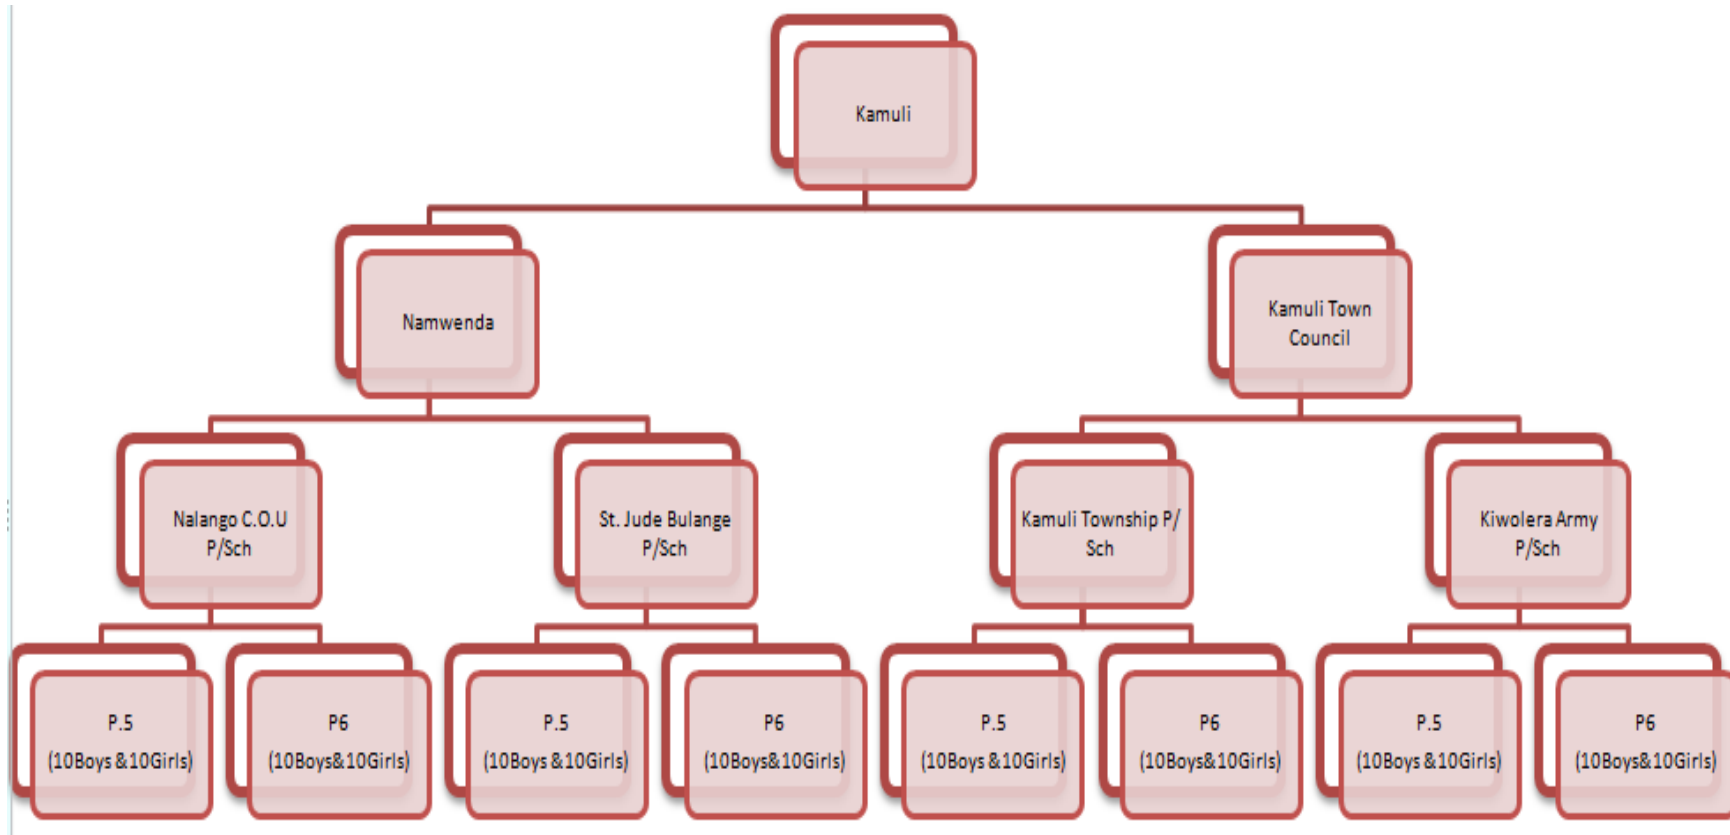 Kamuli
Namwenda
Kamuli Town
Council
Nalango C.O.U
P/Sch
St. Jude Bulange
P/Sch
Kamuli Township P/
Sch
Kiwolera Army
P/Sch
P.5
(10Boys &10Girls)
P6
(10Boys&10Girls)
P.5
(10Boys &10Girls)
P6
(10Boys&10Girls)
P.5
(10Boys &10Girls)
P6
(10Boys&10Girls)
P.5
(10Boys &10Girls)
P6
(10Boys&10Girls)